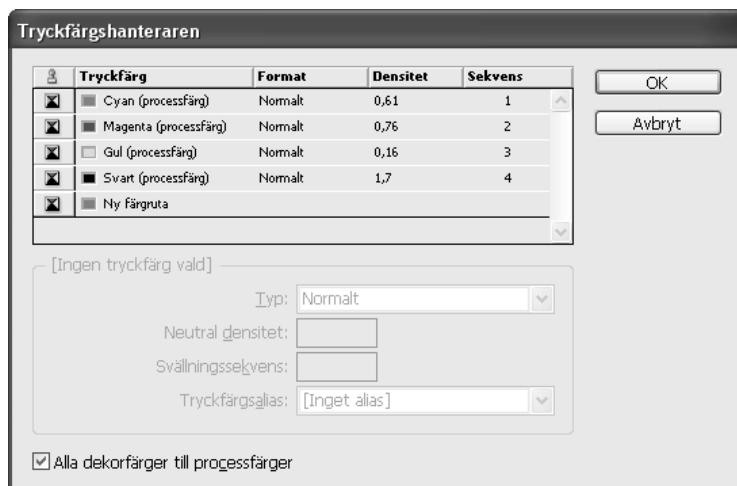 Tryckfärgshanteraren
Tryckfärg Format Densitet Sekvens
Cyan (processfärg) Normalt 0,61 1
Magenta (processfärg) Normalt 0,76 2
Gul (processfärg) Normalt 0,16 3
Svart (processfärg) Normalt 1,7 4
Ny färgruta
OK
Avbryt
[Ingen tryckfärg vald]
Typ: Normalt
Neutral densitet:
Svällningssekvens:
Tryckfärgsalias: [Inget alias]
Alla dekorfärger till processfärger